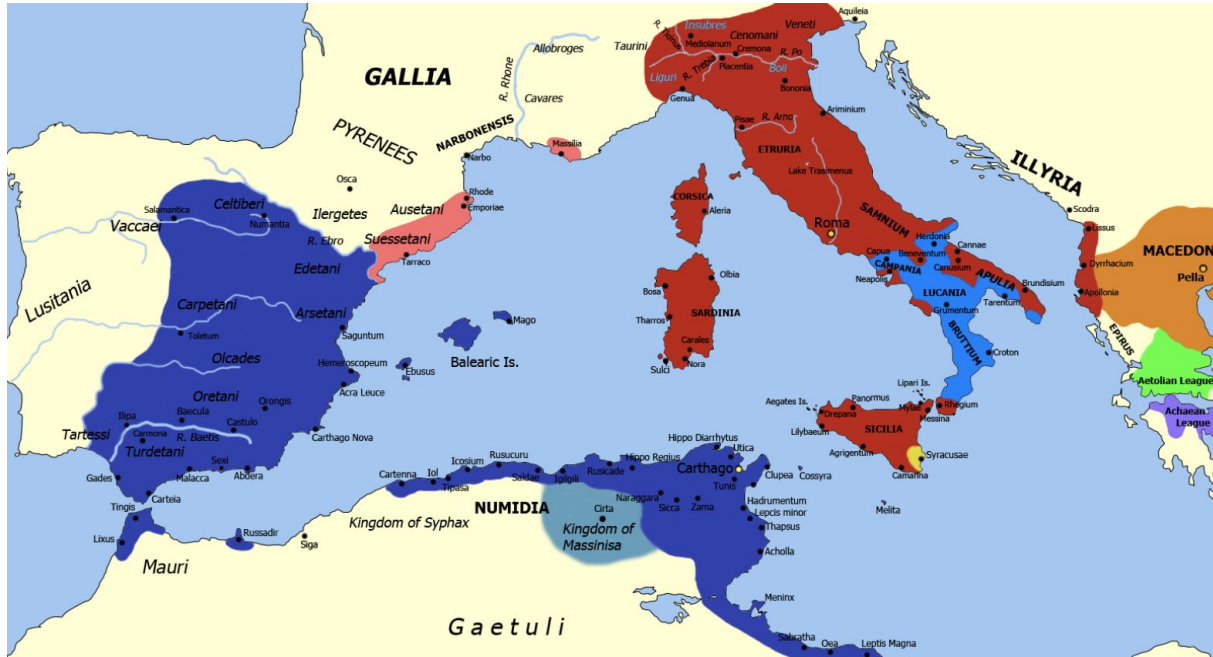 Aquileia
Insubres
Veneti
R. Ticinus
Cenomani
Mediolanum
Allobroges
Taurini
Cremona
R. Po
Placentia
R. Trebia
Boii
GALLIA
Liguri
Bononia
R. Rhone
Cavares
Genua
Ariminium
Pisae
R. Arno
NARBONENSIS
PYRENEES
Massilia
ETRURIA
Narbo
Lake Trasimenus
ILLYRIA
Osca
Rhode
CORSICA
Celtiberi
Emporiae
Ausetani
Aleria
Salamantica
Ilergetes
Roma
SAMNIUM
Scodra
Numantia
Vaccaei
Lissus
R. Ebro
Suessetani
Herdonia
Cannae
MACEDON
Capua
Beneventum
Tarraco
Edetani
CAMPANIA
Canusium
Dyrrhacium
Pella
Neapolis
APULIA
Olbia
Brundisium
Lusitania
Bosa
LUCANIA
Apollonia
Carpetani
Arsetani
Tarentum
Grumentum
Mago
Tharros
SARDINIA
Saguntum
Toletum
BRUTTIUM
EPIRUS
Carales
Balearic Is.
Olcades
Croton
Hemeroscopeum
Nora
Ebusus
Sulci
Aetolian League
Acra Leuce
Oretani
Lipari Is.
Aegates Is.
Panormus
Rhegium
Orongis
Mylae
Achaean
League
Ilipa
Baecula
Drepana
Messina
Castulo
SICILIA
Tartessi
Carmona
R. Baetis
Carthago Nova
Lilybaeum
Hippo Diarrhytus
Turdetani
Utica
Agrigentum
Syracusae
Rusucuru
Hippo Regius
Sexi
Icosium
Carthago
Cartenna
Iol
Rusicade
Clupea
Cossyra
Camarina
Gades
Malacca
Abdera
Saldae
Igilgili
Tunis
Tipasa
Carteia
Naraggara
Hadrumentum
Tingis
NUMIDIA
Sicca
Zama
Melita
Cirta
Lepcis minor
Kingdom of Syphax
Kingdom of
Massinisa
Thapsus
Russadir
Lixus
Siga
Acholla
Mauri
Meninx
Gaetuli
Sabratha
Oea
Leptis Magna